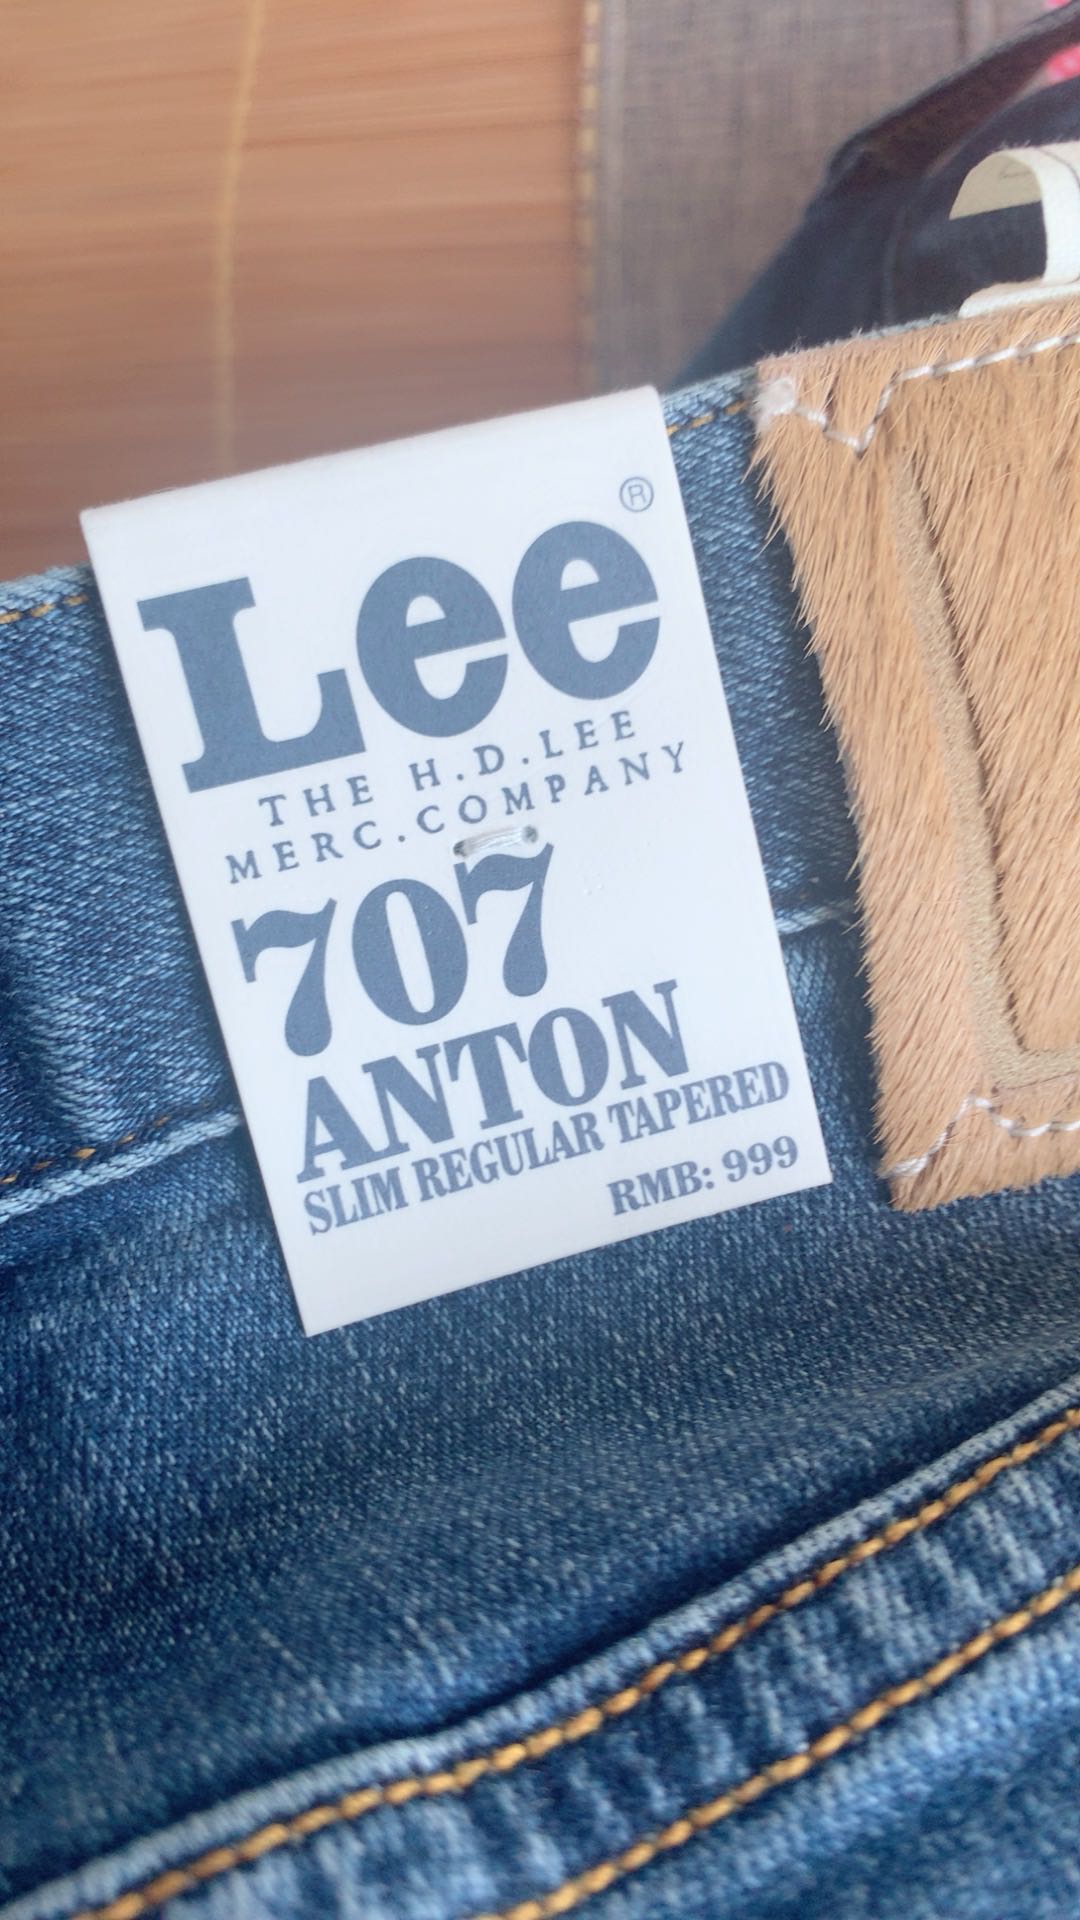 Lee®
THE H.D.LEE
MERC.COMPANY
707
ANTON
SLIM REGULAR TAPERED
RMB: 999